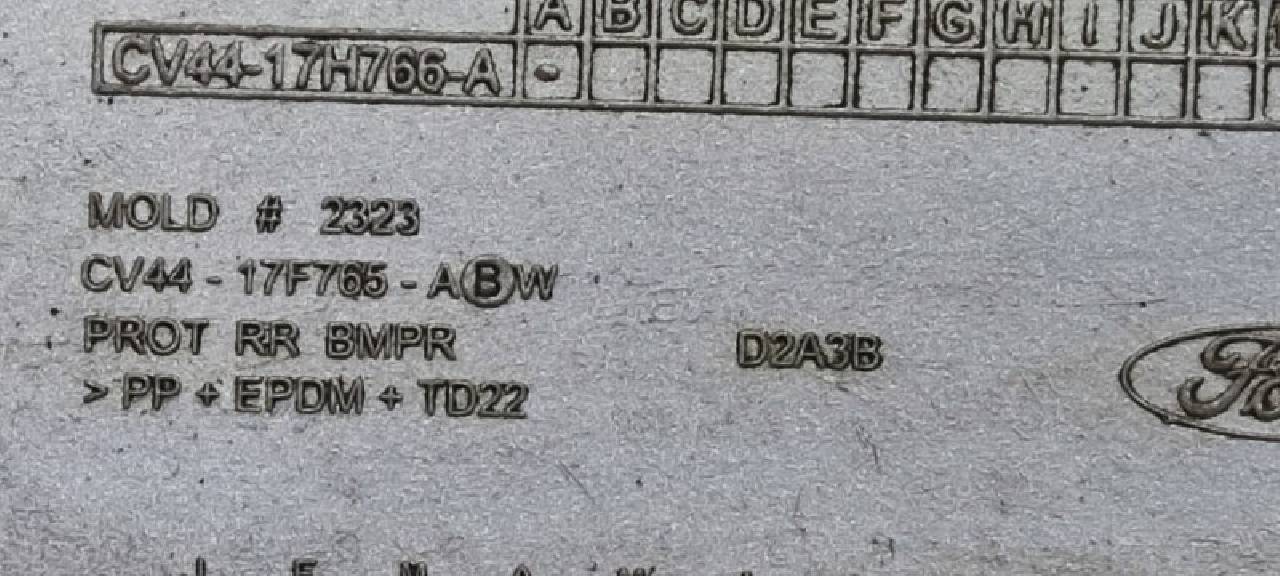 A B C D E F G H I J K
CV44-17H766-A -
MOLD # 2323
CV44 - 17F765 - ABW
PROT RR BMPR
D2A3B
> PP + EPDM + TD22